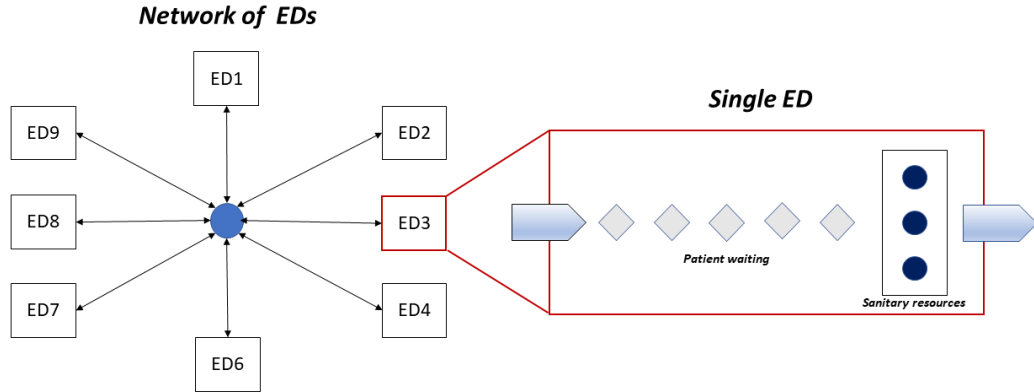 Network of EDs
ED1
ED9
ED2
ED8
ED3
ED7
ED4
ED6
Single ED
Patient waiting
Sanitary resources